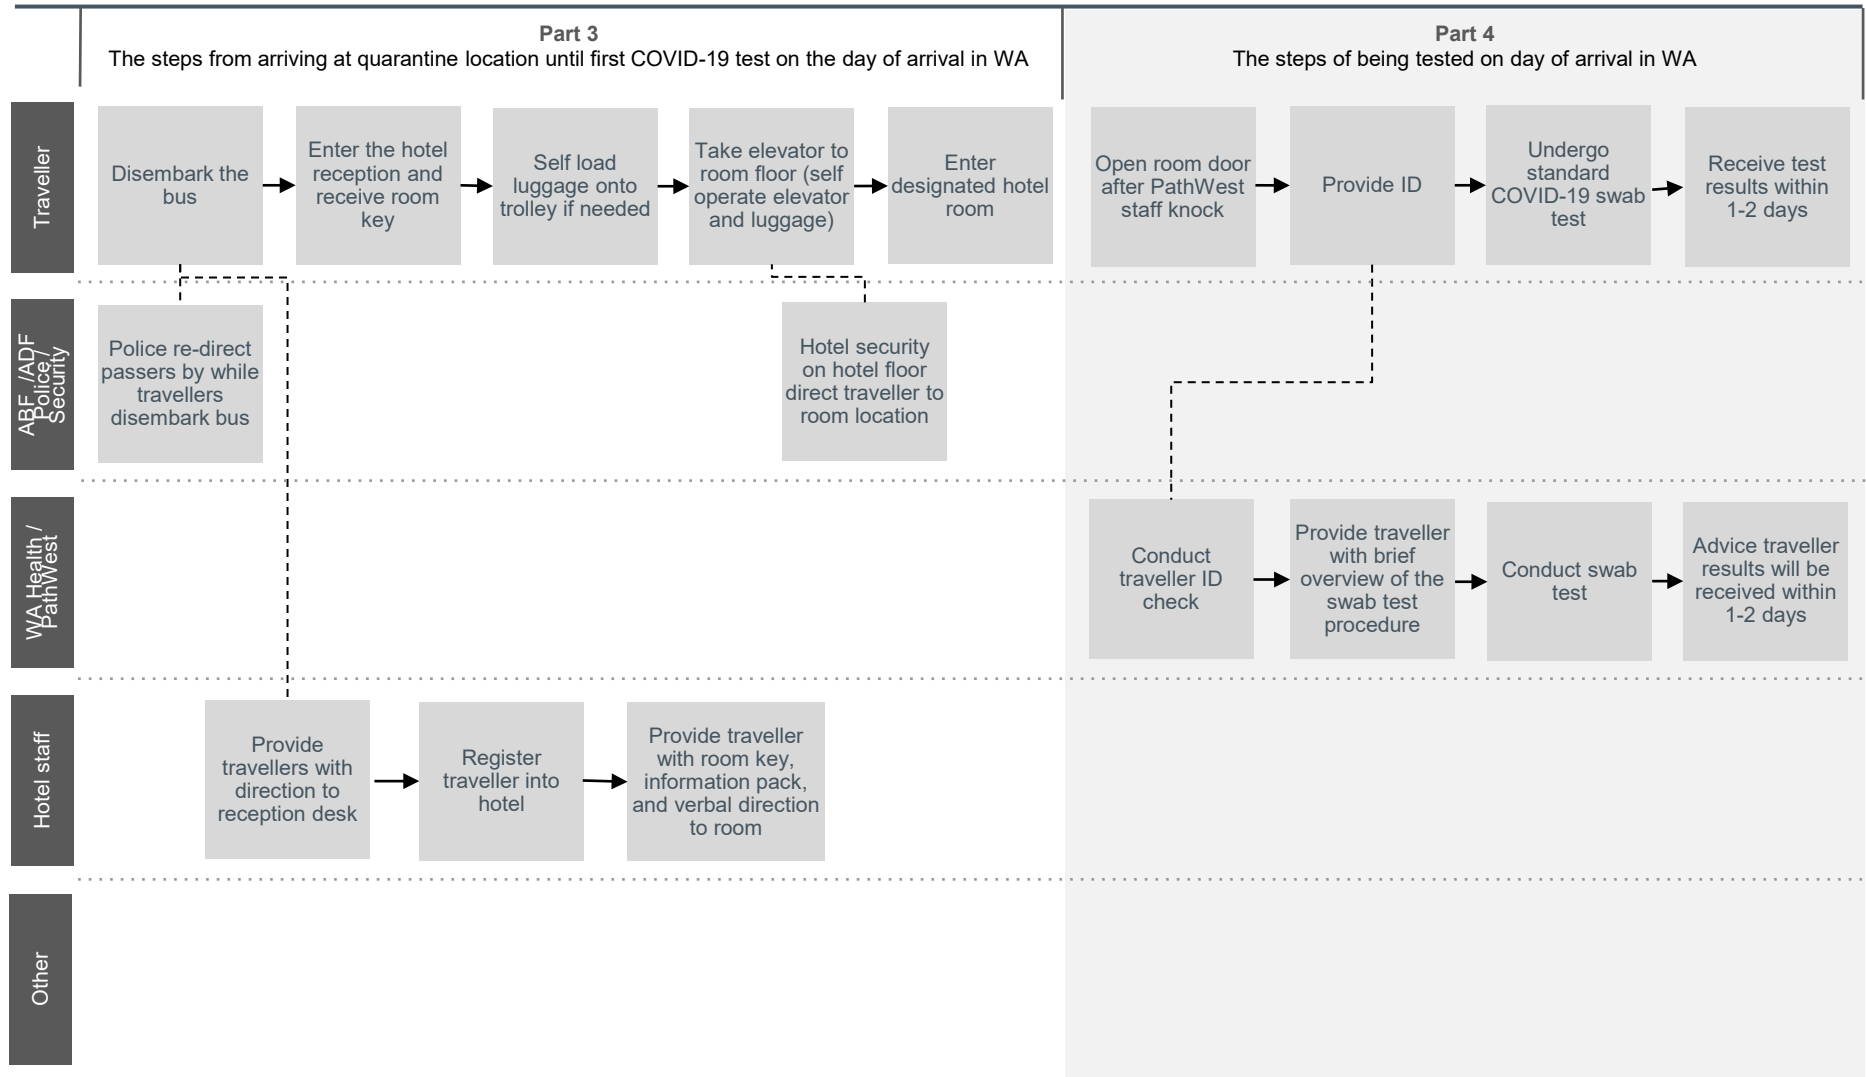 Part 3
The steps from arriving at quarantine location until first COVID-19 test on the day of arrival in WA
Part 4
The steps of being tested on day of arrival in WA
Traveller
Disembark the
bus
Enter the hotel
reception and
receive room
key
Self load
luggage onto
trolley if needed
Take elevator to
room floor (self
operate elevator
and luggage)
Enter
designated hotel
room
Open room door
after PathWest
staff knock
Provide ID
Undergo
standard
COVID-19 swab
test
Receive test
results within
1-2 days
ABF /ADF
Police/
Security
Police re-direct
passers by while
travellers
disembark bus
Hotel security
on hotel floor
direct traveller to
room location
WA Health /
PathWest
Conduct
traveller ID
check
Provide traveller
with brief
overview of the
swab test
procedure
Conduct swab
test
Advice traveller
results will be
received within
1-2 days
Hotel staff
Provide
travellers with
direction to
reception desk
Register
traveller into
hotel
Provide traveller
with room key,
information pack,
and verbal direction
to room
Other